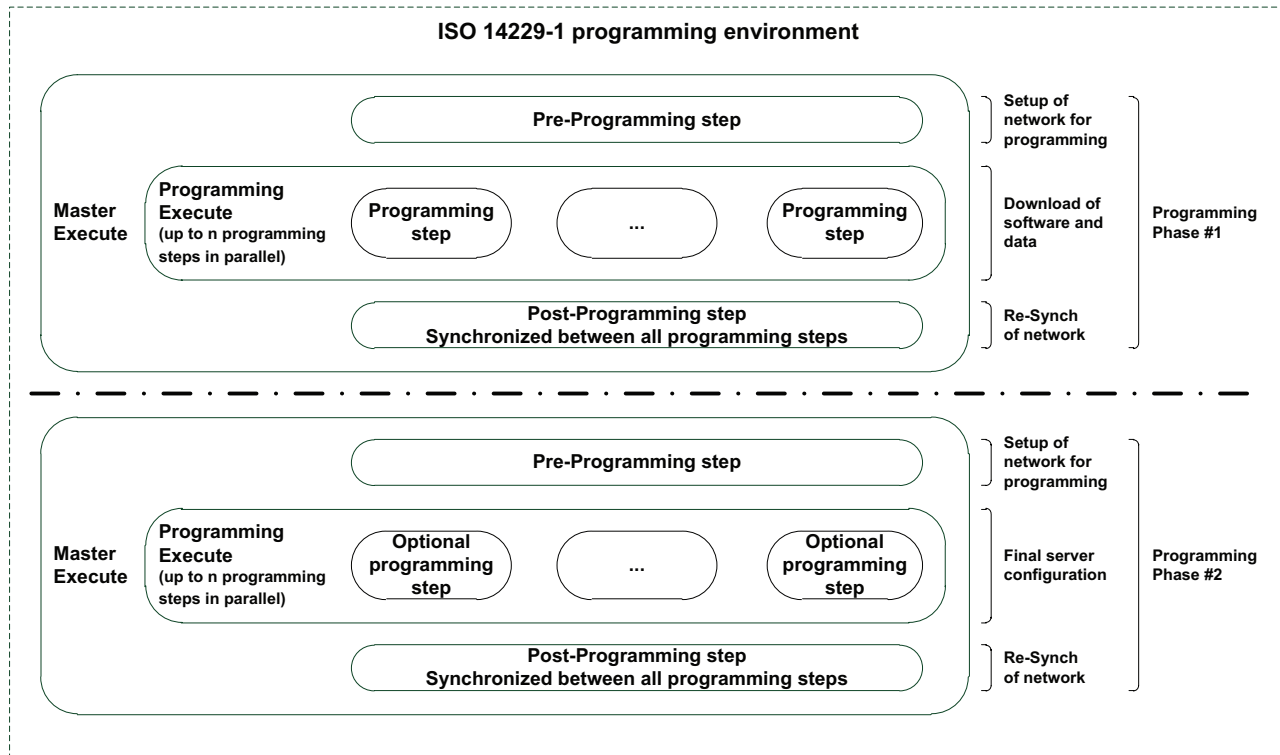 ISO 14229-1 programming environment
Pre-Programming step
Setup of
network for
programming
Master
Execute
Programming
Execute
(up to n programming
steps in parallel)
Programming
step
...
Programming
step
Download of
software and
data
Programming
Phase #1
Post-Programming step
Synchronized between all programming steps
Re-Synch
of network
Pre-Programming step
Setup of
network for
programming
Master
Execute
Programming
Execute
(up to n programming
steps in parallel)
Optional
programming
step
...
Optional
programming
step
Final server
configuration
Programming
Phase #2
Post-Programming step
Synchronized between all programming steps
Re-Synch
of network